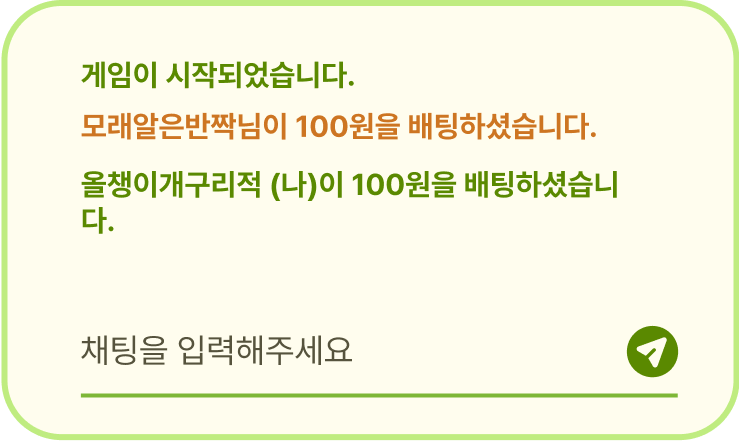 게임이 시작되었습니다.
모래알은반짝님이 100원을 배팅하셨습니다.
올챙이개구리적 (나)이 100원을 배팅하셨습니
다.
채팅을 입력해주세요